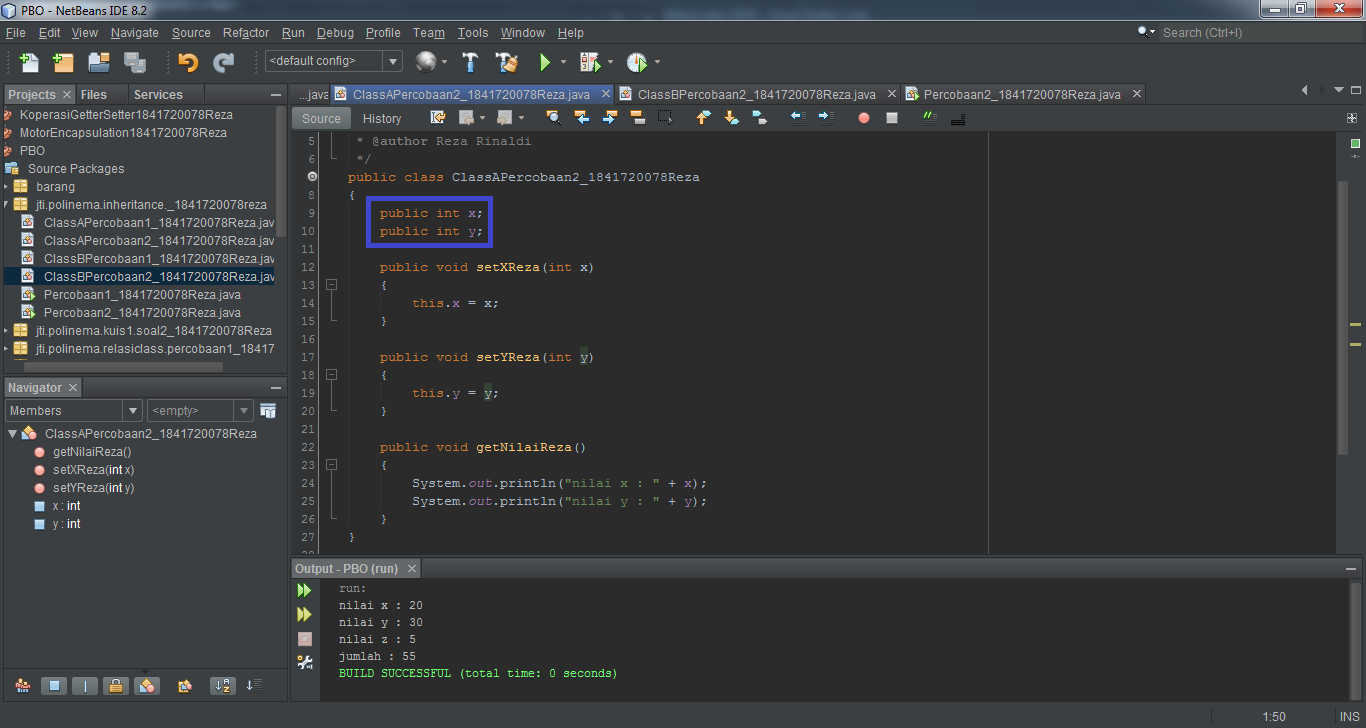 PBO - NetBeans IDE 8.2
File Edit View Navigate Source Refactor Run Debug Profile Team Tools Window Help
Search (Ctrl+I)
<default config>
Projects Files Services
KoperasiGetterSetter1841720078Reza
MotorEncapsulation1841720078Reza
PBO
Source Packages
barang
jti.polinema.inheritance._1841720078reza
ClassAPercobaan1_1841720078Reza.java
ClassAPercobaan2_1841720078Reza.java
ClassBPercobaan1_1841720078Reza.java
ClassBPercobaan2_1841720078Reza.jav
Percobaan1_1841720078Reza.java
Percobaan2_1841720078Reza.java
jti.polinema.kuis1.soal2_1841720078Reza
jti.polinema.relasiclass.percobaan1_18417
Navigator
Members <empty>
ClassAPercobaan2_1841720078Reza
getNilaiReza()
setXReza(int x)
setYReza(int y)
x : int
y : int
...java ClassAPercobaan2_1841720078Reza.java ClassBPercobaan2_1841720078Reza.java Percobaan2_1841720078Reza.java
Source History
5 * @author Reza Rinaldi
6 */
public class ClassAPercobaan2_1841720078Reza
8 {
9 public int x;
10 public int y;
11
12 public void setXReza(int x)
13 {
14 this.x = x;
15 }
16
17 public void setYReza(int y)
18 {
19 this.y = y;
20 }
21
22 public void getNilaiReza()
23 {
24 System.out.println("nilai x : " + x);
25 System.out.println("nilai y : " + y);
26 }
27 }
Output - PBO (run)
run:
nilai x : 20
nilai y : 30
nilai z : 5
jumlah : 55
BUILD SUCCESSFUL (total time: 0 seconds)
1:50 INS